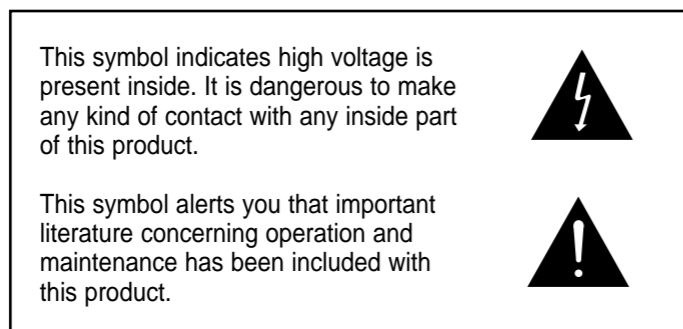 This symbol indicates high voltage is
present inside. It is dangerous to make
any kind of contact with any inside part
of this product.
This symbol alerts you that important
literature concerning operation and
maintenance has been included with
this product.